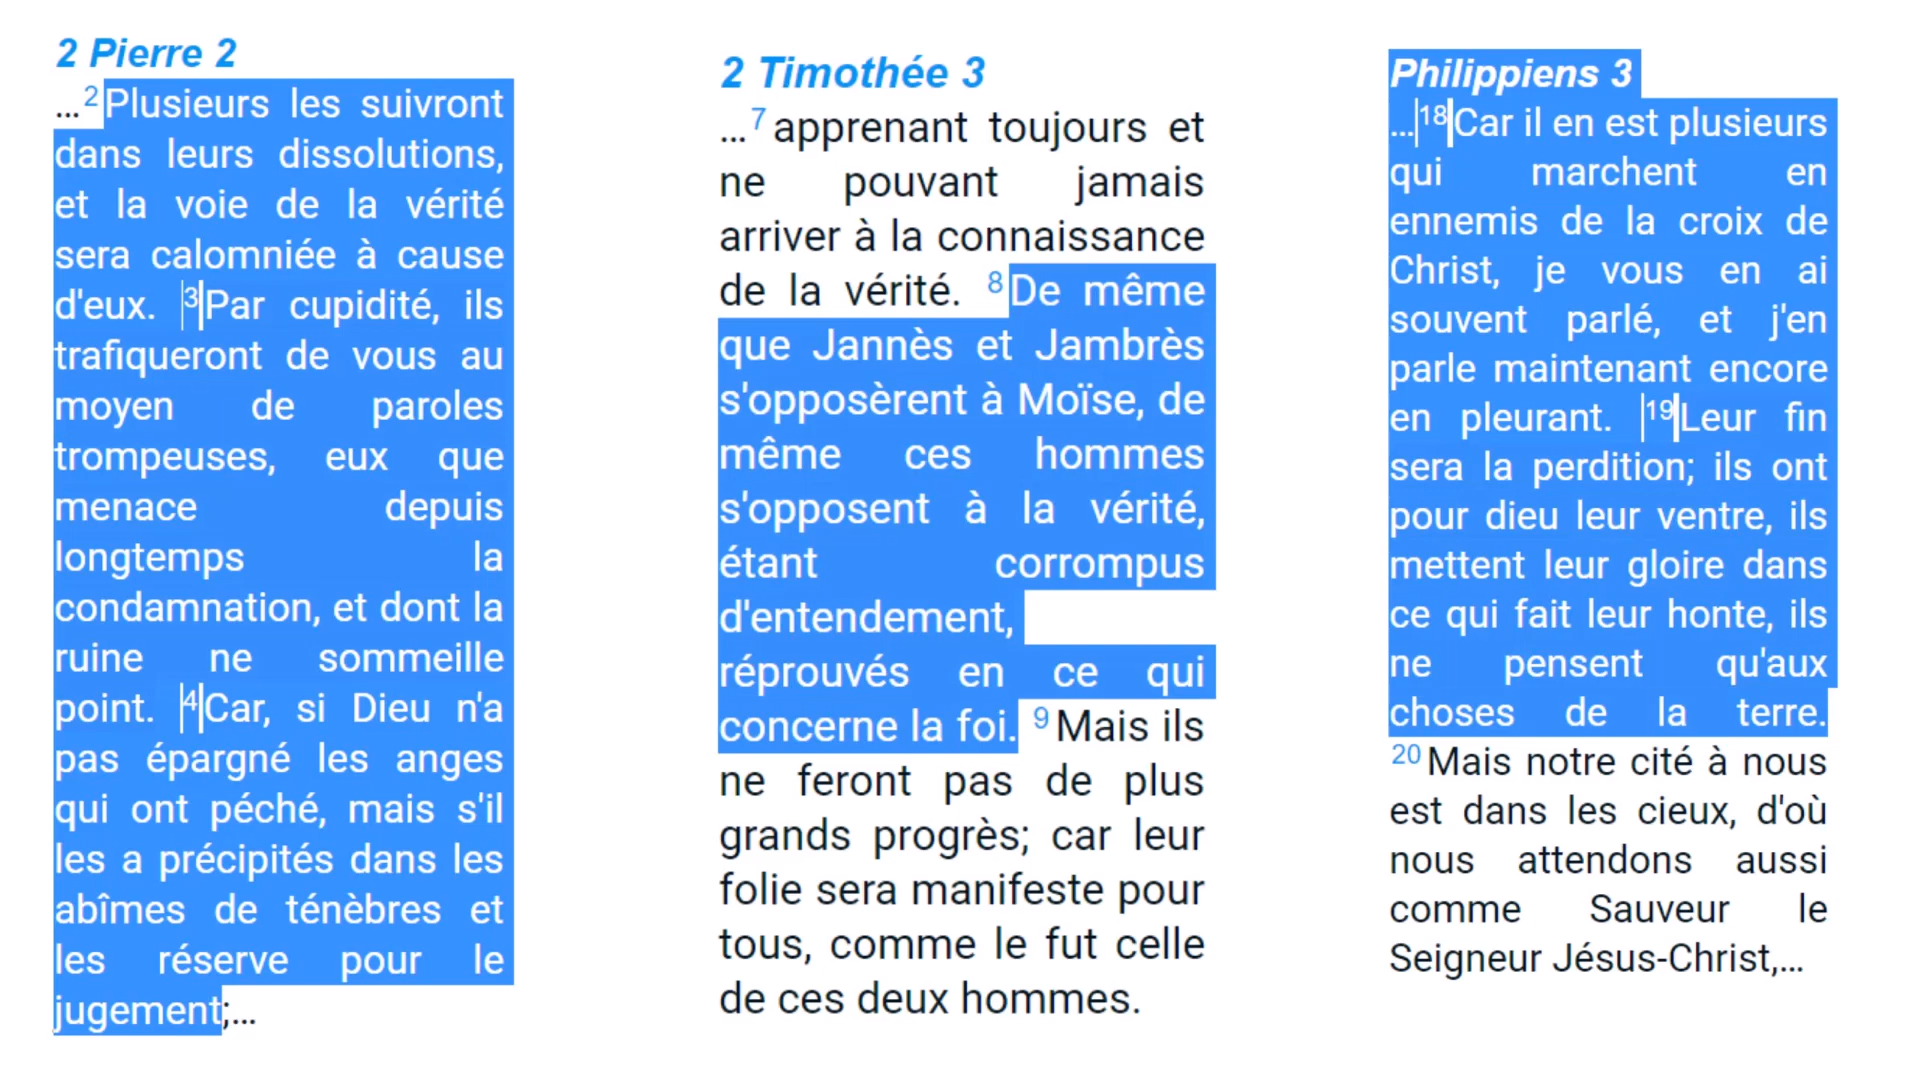 2 Pierre 2
...2 Plusieurs les suivront
dans leurs dissolutions,
et la voie de la vérité
sera calomniée à cause
d'eux. 3 Par cupidité, ils
trafiqueront de vous au
moyen de paroles
trompeuses, eux que
menace depuis
longtemps la
condamnation, et dont la
ruine ne sommeille
point. 4 Car, si Dieu n'a
pas épargné les anges
qui ont péché, mais s'il
les a précipités dans les
abîmes de ténèbres et
les réserve pour le
jugement;...
2 Timothée 3
...7 apprenant toujours et
ne pouvant jamais
arriver à la connaissance
de la vérité. 8 De même
que Jannès et Jambrès
s'opposèrent à Moïse, de
même ces hommes
s'opposent à la vérité,
étant corrompus
d'entendement,
réprouvés en ce qui
concerne la foi. 9 Mais ils
ne feront pas de plus
grands progrès; car leur
folie sera manifeste pour
tous, comme le fut celle
de ces deux hommes.
Philippiens 3
...18 Car il en est plusieurs
qui marchent en
ennemis de la croix de
Christ, je vous en ai
souvent parlé, et j'en
parle maintenant encore
en pleurant. 19 Leur fin
sera la perdition; ils ont
pour dieu leur ventre, ils
mettent leur gloire dans
ce qui fait leur honte, ils
ne pensent qu'aux
choses de la terre.
20 Mais notre cité à nous
est dans les cieux, d'où
nous attendons aussi
comme Sauveur le
Seigneur Jésus-Christ,...